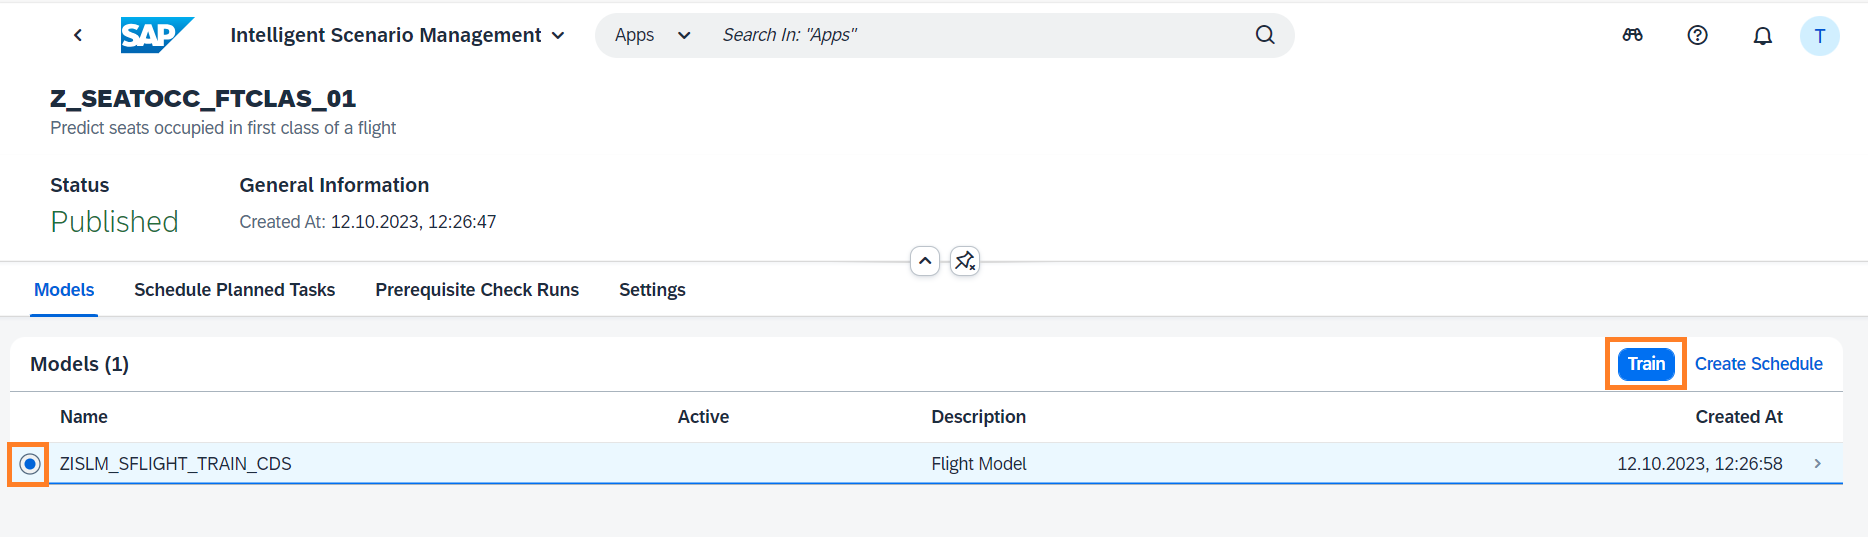 SAP Intelligent Scenario Management Apps Search In: "Apps" T
Z_SEATOCC_FTCLAS_01
Predict seats occupied in first class of a flight
Status General Information
Published Created At: 12.10.2023, 12:26:47
Models Schedule Planned Tasks Prerequisite Check Runs Settings
Models (1) Train Create Schedule
Name Active Description Created At
ZISLM_SFLIGHT_TRAIN_CDS Flight Model 12.10.2023, 12:26:58